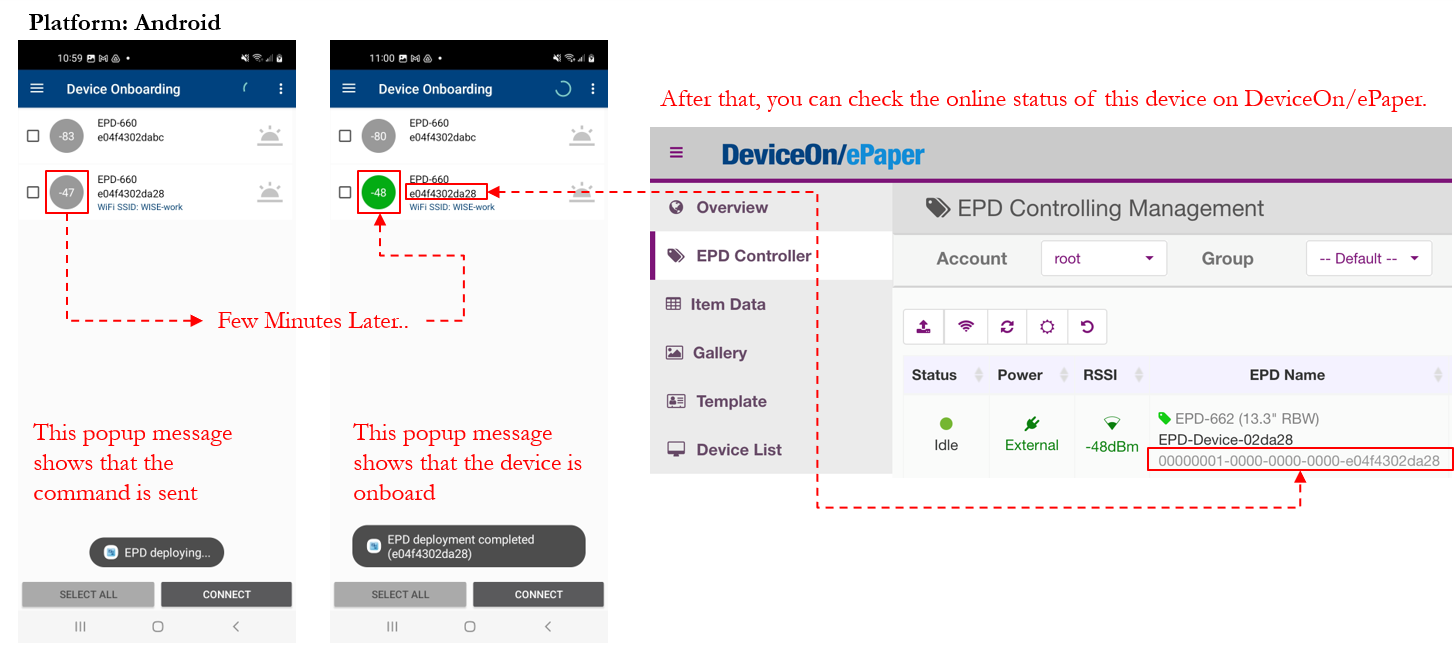 Platform: Android
10:59
Device Onboarding
-83
EPD-660
e04f4302dabc
-47
EPD-660
e04f4302da28
WiFi SSID: WISE-work
This popup message
shows that the
command is sent
EPD deploying...
SELECT ALL
CONNECT
11:00
Device Onboarding
-80
EPD-660
e04f4302dabc
-48
EPD-660
e04f4302da28
WiFi SSID: WISE-work
Few Minutes Later..
This popup message
shows that the device is
onboard
EPD deployment completed
(e04f4302da28)
SELECT ALL
CONNECT
After that, you can check the online status of this device on DeviceOn/ePaper.
DeviceOn/ePaper
Overview
EPD Controller
Item Data
Gallery
Template
Device List
EPD Controlling Management
Account
root
Group
-- Default --
Status
Power
RSSI
EPD Name
Idle
External
-48dBm
EPD-662 (13.3" RBW)
EPD-Device-02da28
00000001-0000-0000-0000-e04f4302da28